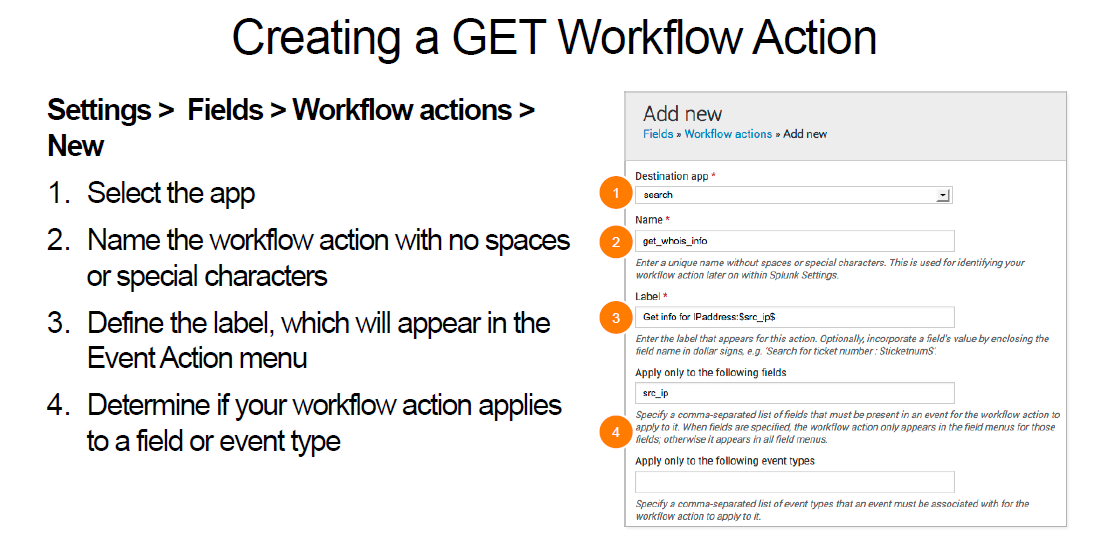 Creating a GET Workflow Action
Settings > Fields > Workflow actions >
New
1. Select the app
2. Name the workflow action with no spaces
or special characters
3. Define the label, which will appear in the
Event Action menu
4. Determine if your workflow action applies
to a field or event type
Add new
Fields » Workflow actions » Add new
Destination app *
1
search
Name *
2
get_whois_info
Enter a unique name without spaces or special characters. This is used for identifying your
workflow action later on within Splunk Settings.
Label *
3
Get info for IPaddress:$src_ip$
Enter the label that appears for this action. Optionally, incorporate a field's value by enclosing the
field name in dollar signs, e.g. 'Search for ticket number : $ticketnum$'.
Apply only to the following fields
src_ip
4
Specify a comma-separated list of fields that must be present in an event for the workflow action to
apply to it. When fields are specified, the workflow action only appears in the field menus for those
fields; otherwise it appears in all field menus.
Apply only to the following event types
Specify a comma-separated list of event types that an event must be associated with for the
workflow action to apply to it.